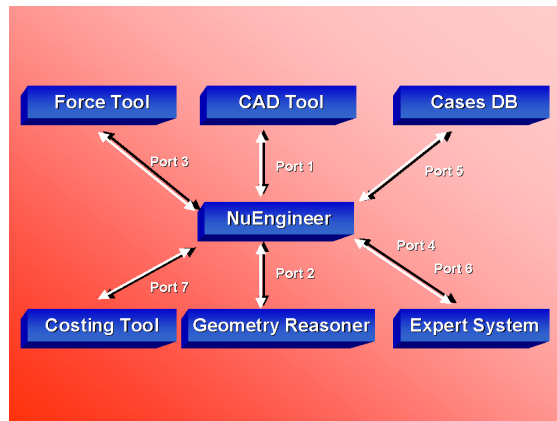 Force Tool
CAD Tool
Cases DB
Port 3
Port 1
Port 5
NuEngineer
Port 4
Port 6
Port 2
Port 7
Costing Tool
Geometry Reasoner
Expert System